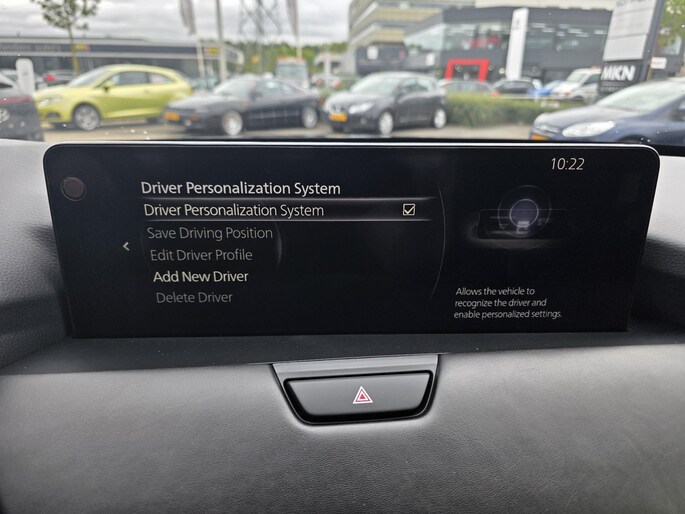 MKN
10:22
Driver Personalization System
Driver Personalization System
Save Driving Position
Edit Driver Profile
Add New Driver
Delete Driver
Allows the vehicle to
recognize the driver and
enable personalized settings.